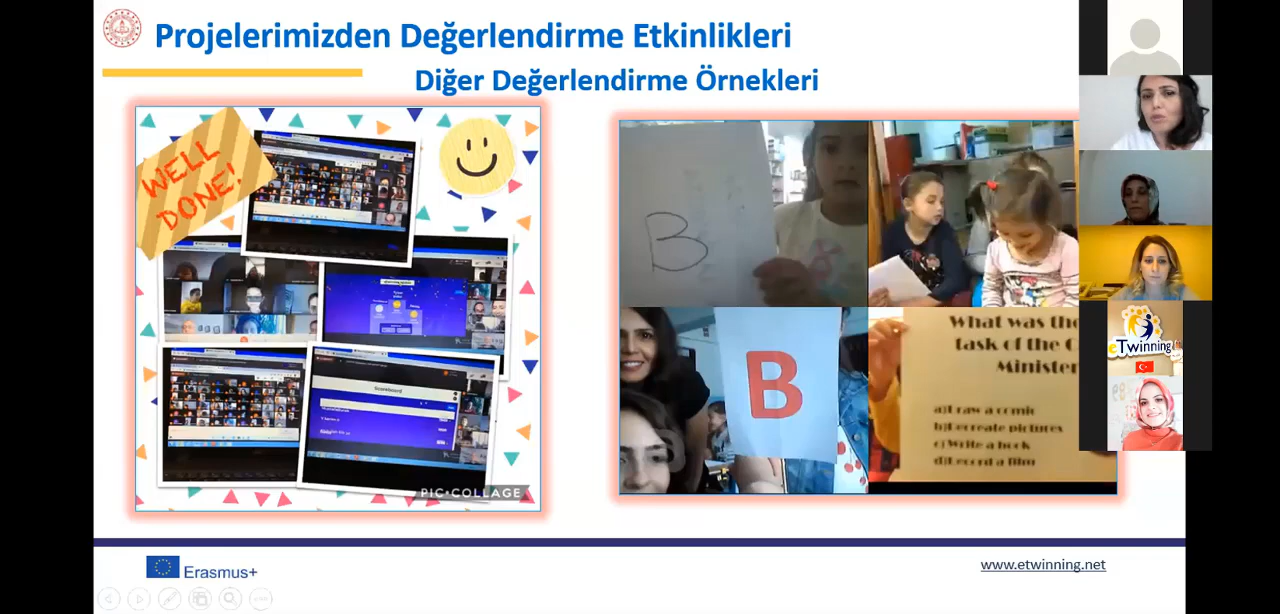 Projelerimizden Değerlendirme Etkinlikleri
Diğer Değerlendirme Örnekleri
WELL
DONE!
Scoreboard
PIC•COLLAGE
B
B
What was the
task of the C
Minister
a)Draw a comic
b)Recreate pictures
c)Write a book
d)Record a film
eTwinning
Erasmus+
www.etwinning.net